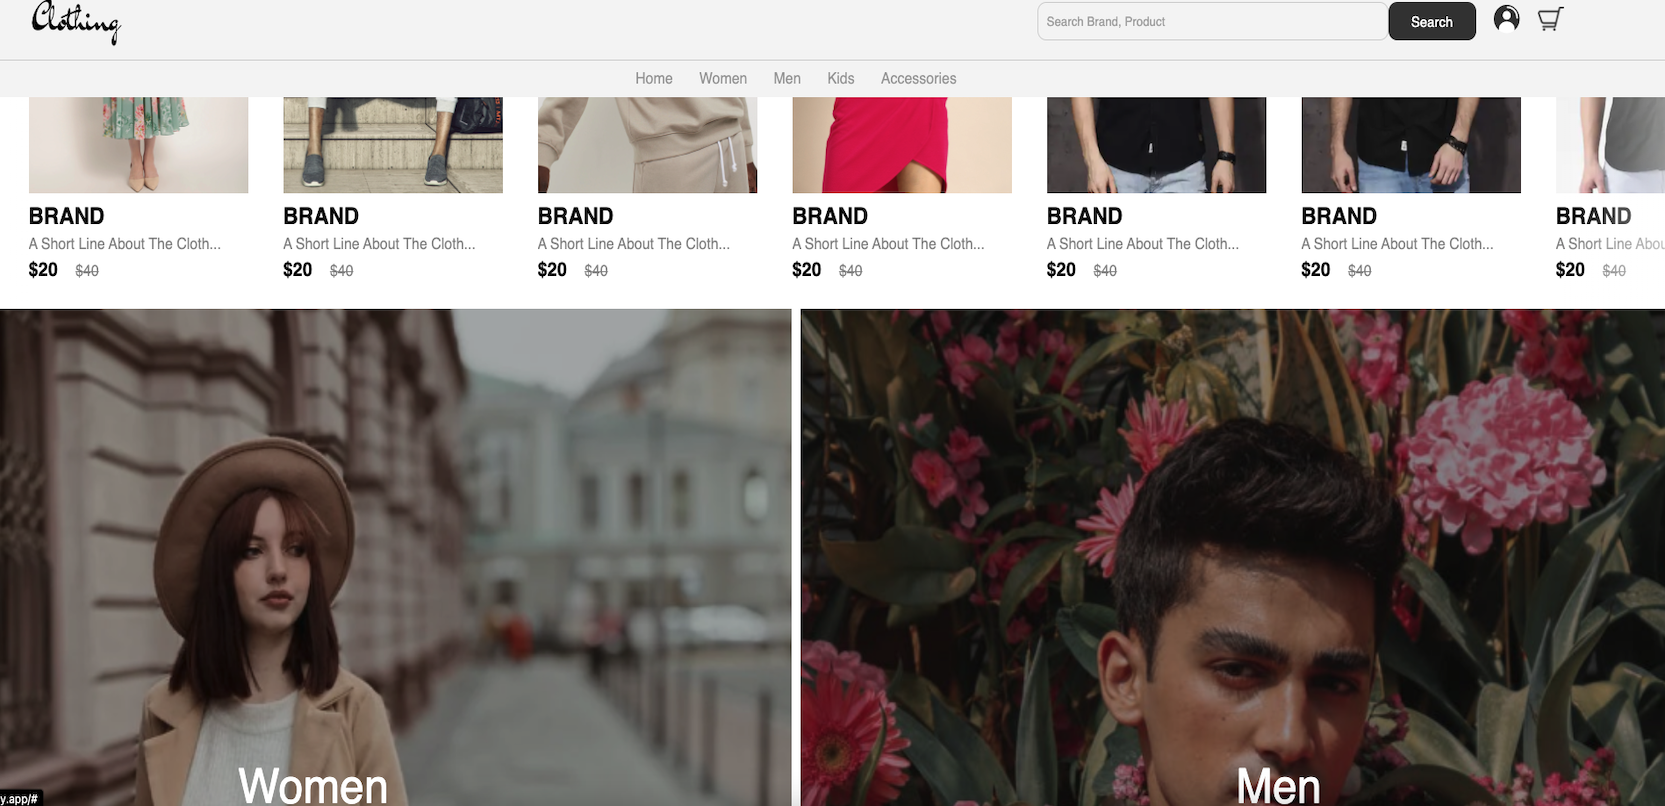 Clothing
Search Brand, Product
Search
Home Women Men Kids Accessories
BRAND BRAND BRAND BRAND BRAND BRAND BRAND
A Short Line About The Cloth... A Short Line About The Cloth... A Short Line About The Cloth... A Short Line About The Cloth... A Short Line About The Cloth... A Short Line About The Cloth... A Short Line Abou
$20 $40 $20 $40 $20 $40 $20 $40 $20 $40 $20 $40 $20 $40
Women Men
y.app/#